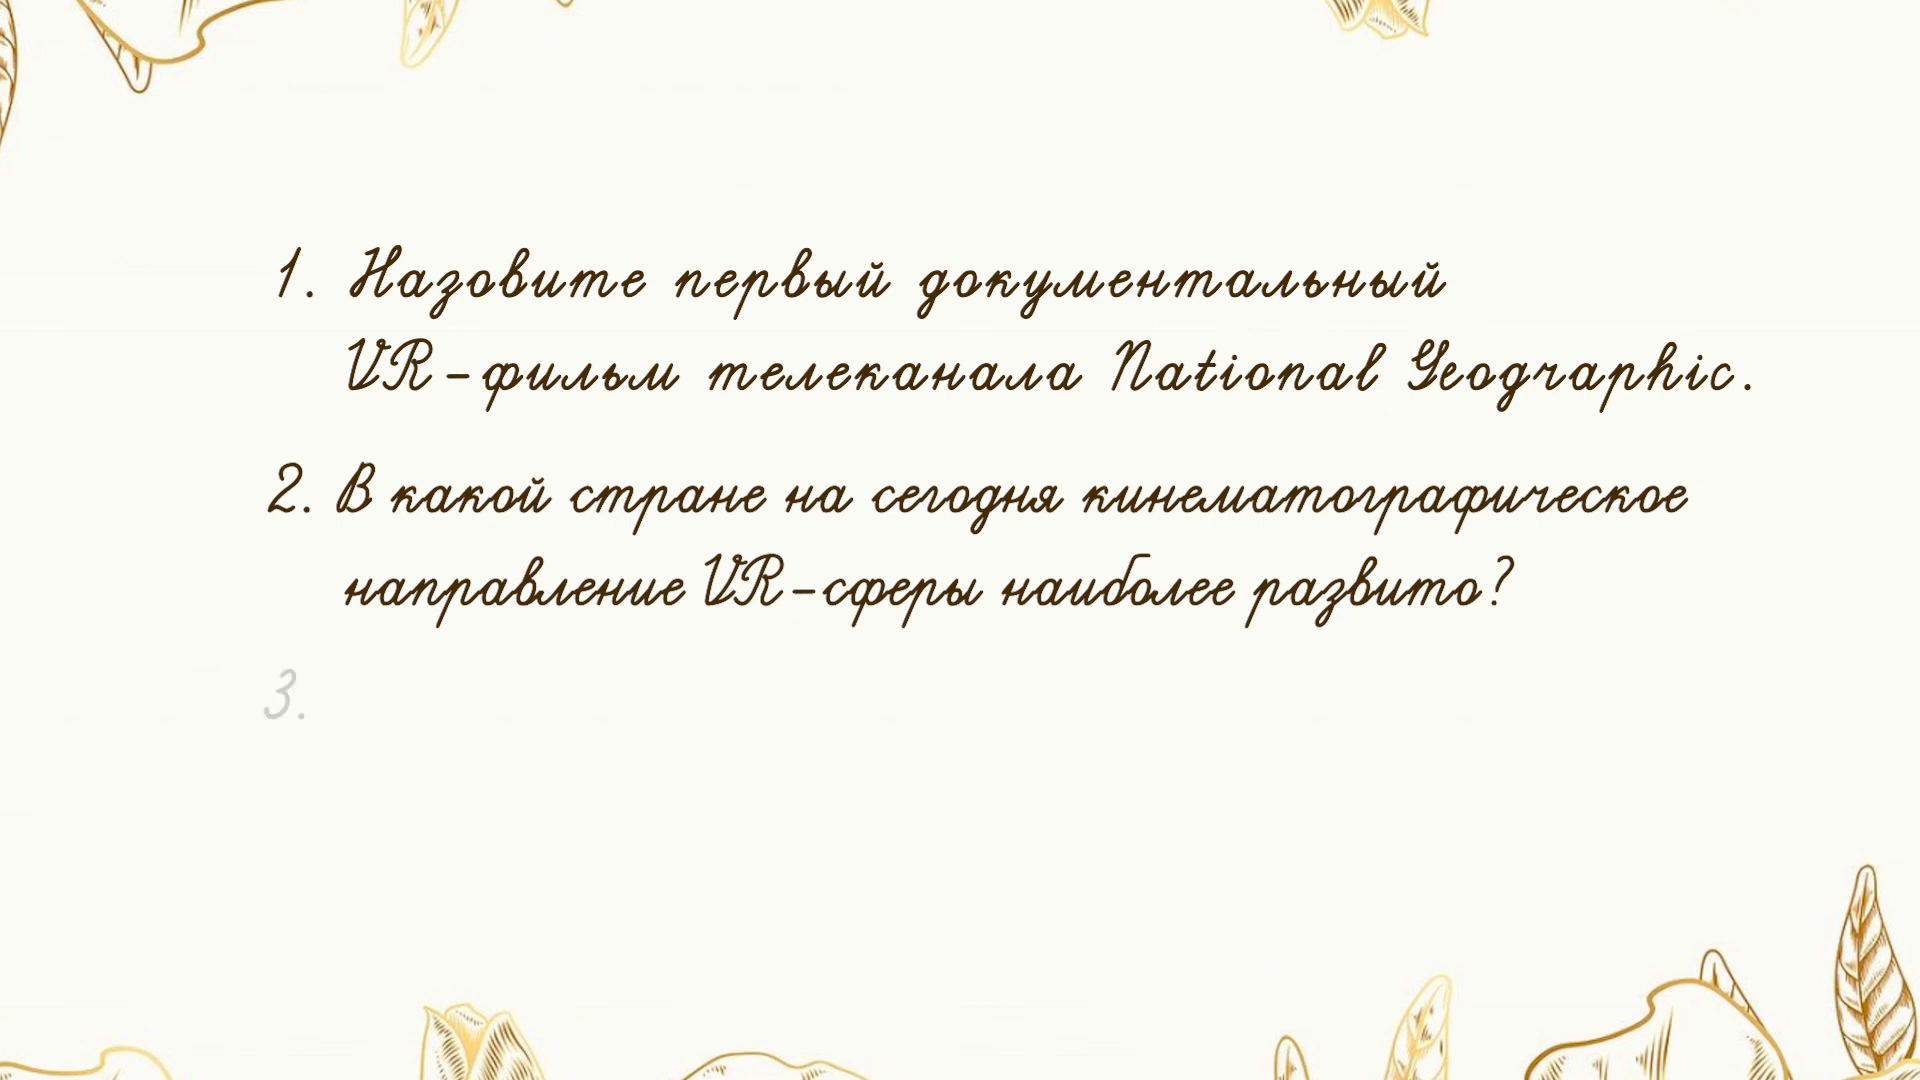 1. Назовите первый документальный
VR-фильм телеканала National Geographic.
2. В какой стране на сегодня кинематографическое
направление VR-сферы наиболее развито?
3.